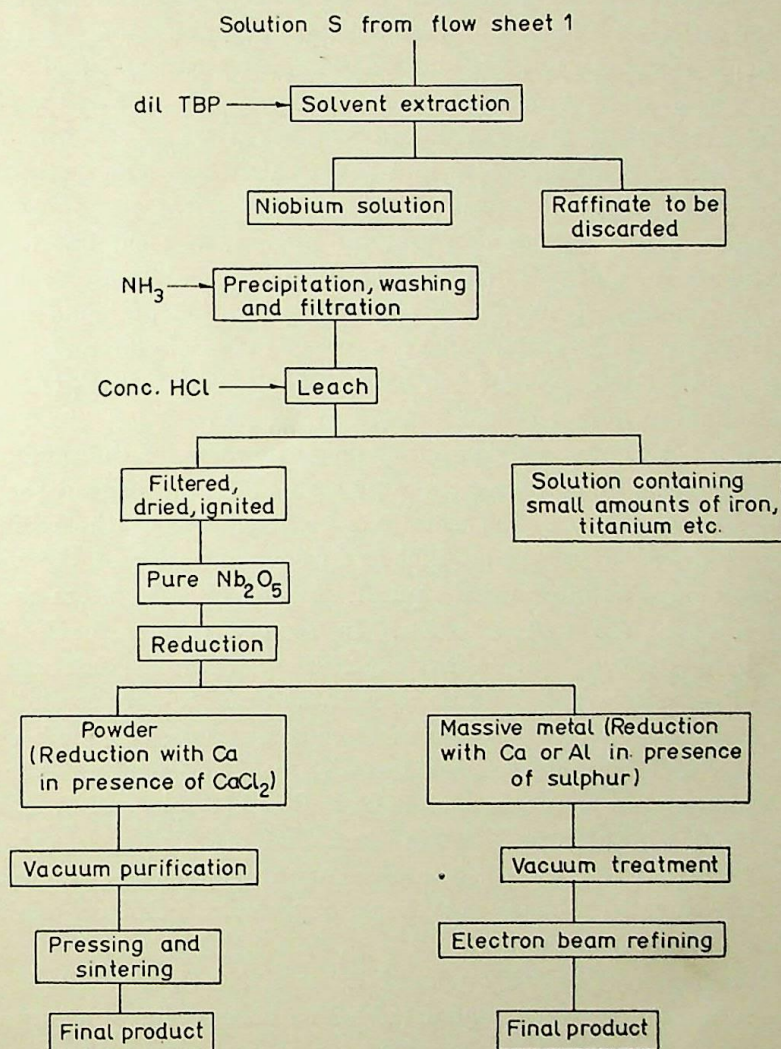 Solution S from flow sheet 1
dil TBP
Solvent extraction
Niobium solution
Raffinate to be
discarded
NH₃
Precipitation, washing
and filtration
Conc. HCl
Leach
Filtered,
dried, ignited
Solution containing
small amounts of iron,
titanium etc.
Pure Nb₂O₅
Reduction
Powder
(Reduction with Ca
in presence of CaCl₂)
Massive metal (Reduction
with Ca or Al in presence
of sulphur)
Vacuum purification
Vacuum treatment
Pressing and
sintering
Electron beam refining
Final product
Final product